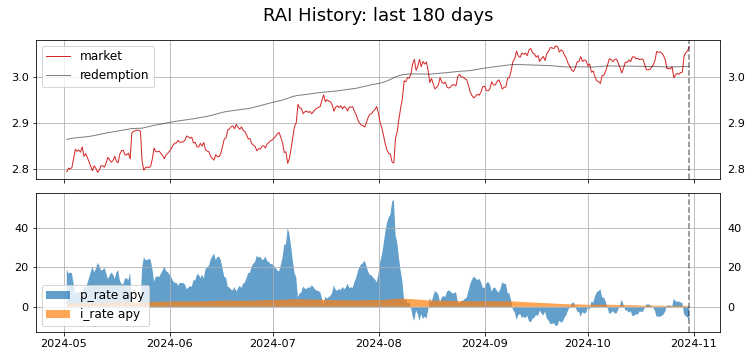 RAI History: last 180 days
market
redemption
3.0 3.0
2.9 2.9
2.8 2.8
40 40
20 20
0 0
p_rate apy
i_rate apy
2024-05 2024-06 2024-07 2024-08 2024-09 2024-10 2024-11